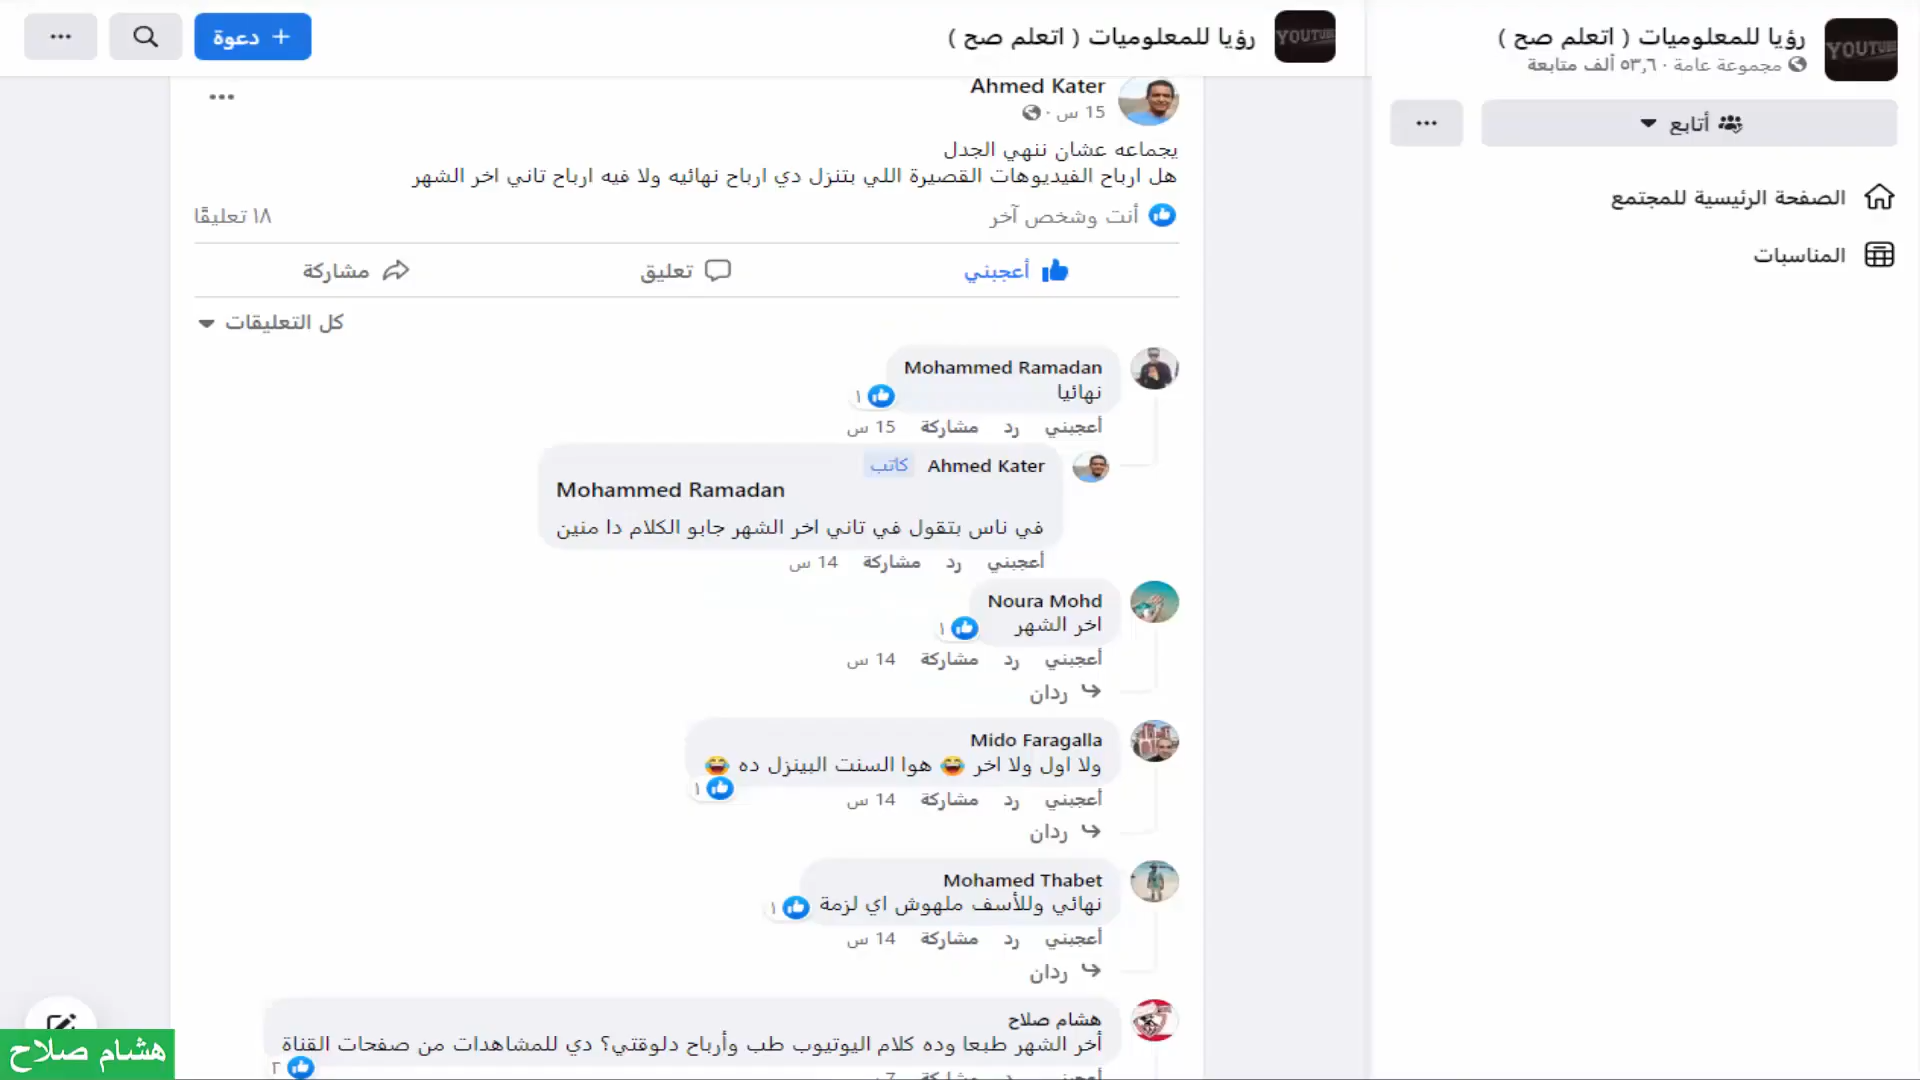 رؤيا للمعلوميات ( اتعلم صح )
مجموعة عامة · ٥٣,٦ ألف متابعة
أتابع
الصفحة الرئيسية للمجتمع
المناسبات
رؤيا للمعلوميات ( اتعلم صح )
دعوة
YOUTUBE
YOUTUBE
Ahmed Kater
15 س ·
يجماعه عشان ننهي الجدل
هل ارباح الفيديوهات القصيرة اللي بتنزل دي ارباح نهائيه ولا فيه ارباح تاني اخر الشهر
أنت وشخص آخر
١٨ تعليقًا
أعجبني تعليق مشاركة
كل التعليقات
Mohammed Ramadan
نهائيا
١
أعجبني رد مشاركة 15 س
Ahmed Kater كاتب
Mohammed Ramadan
في ناس بتقول في تاني اخر الشهر جابو الكلام دا منين
أعجبني رد مشاركة 14 س
Noura Mohd
اخر الشهر
١
أعجبني رد مشاركة 14 س
ردان
Mido Faragalla
ولا اول ولا اخر 😂 هوا السنت البينزل ده 😂
١
أعجبني رد مشاركة 14 س
ردان
Mohamed Thabet
نهائي وللأسف ملهوش اي لزمة
١
أعجبني رد مشاركة 14 س
ردان
هشام صلاح
أخر الشهر طبعا وده كلام اليوتيوب طب وأرباح دلوقتي؟ دي للمشاهدات من صفحات القناة
٢
هشام صلاح